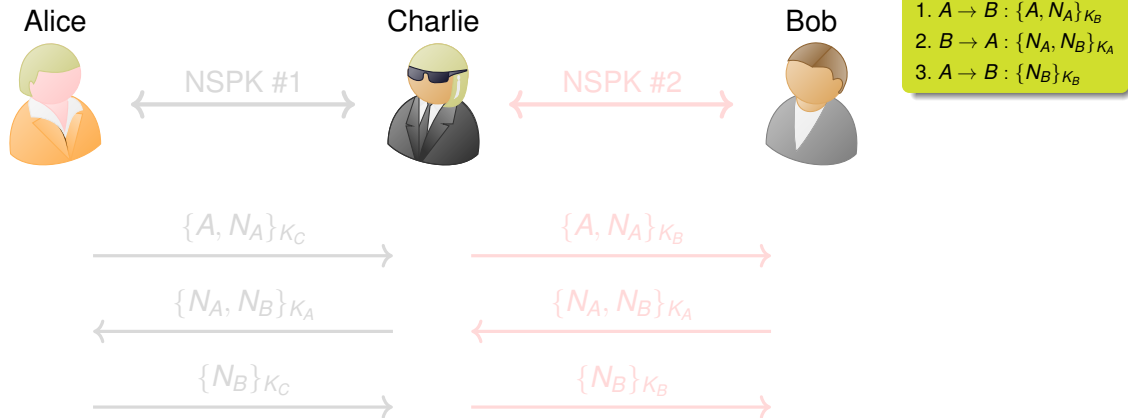 Alice
Charlie
Bob
NSPK #1
NSPK #2
1. A → B : {A, N_A}_{K_B}
2. B → A : {N_A, N_B}_{K_A}
3. A → B : {N_B}_{K_B}
{A, N_A}_{K_C}
{A, N_A}_{K_B}
{N_A, N_B}_{K_A}
{N_A, N_B}_{K_A}
{N_B}_{K_C}
{N_B}_{K_B}